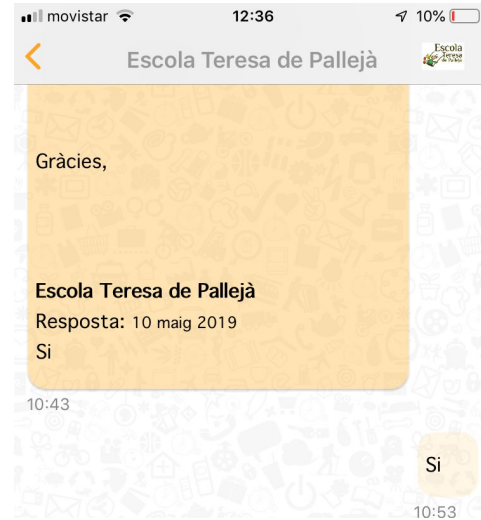 movistar 12:36 10%
Escola Teresa de Pallejà
Escola
Teresa
de Pallejà
Gràcies,
Escola Teresa de Pallejà
Resposta: 10 maig 2019
Si
10:43
Si
10:53